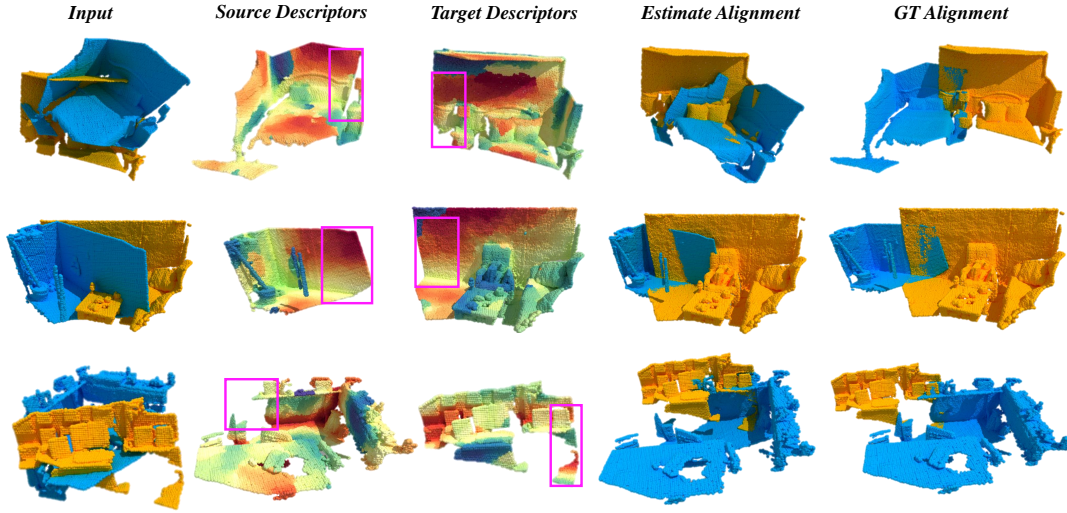 Input
Source Descriptors
Target Descriptors
Estimate Alignment
GT Alignment